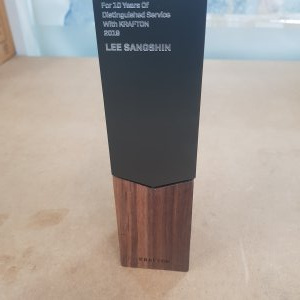 For 10 Years Of
Distinguished Service
With KRAFTON
2019
LEE SANGSHIN
KRAFTON